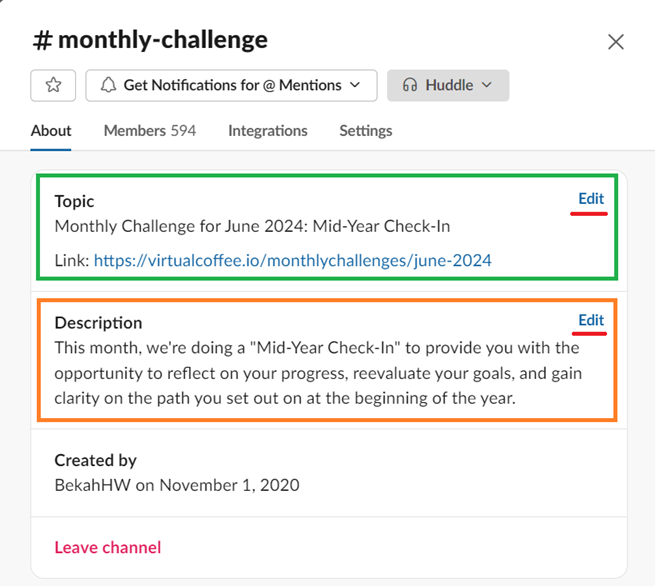 # monthly-challenge
Get Notifications for @ Mentions
Huddle
About Members 594 Integrations Settings
Topic Edit
Monthly Challenge for June 2024: Mid-Year Check-In
Link: https://virtualcoffee.io/monthlychallenges/june-2024
Description Edit
This month, we're doing a "Mid-Year Check-In" to provide you with the
opportunity to reflect on your progress, reevaluate your goals, and gain
clarity on the path you set out on at the beginning of the year.
Created by
BekahHW on November 1, 2020
Leave channel